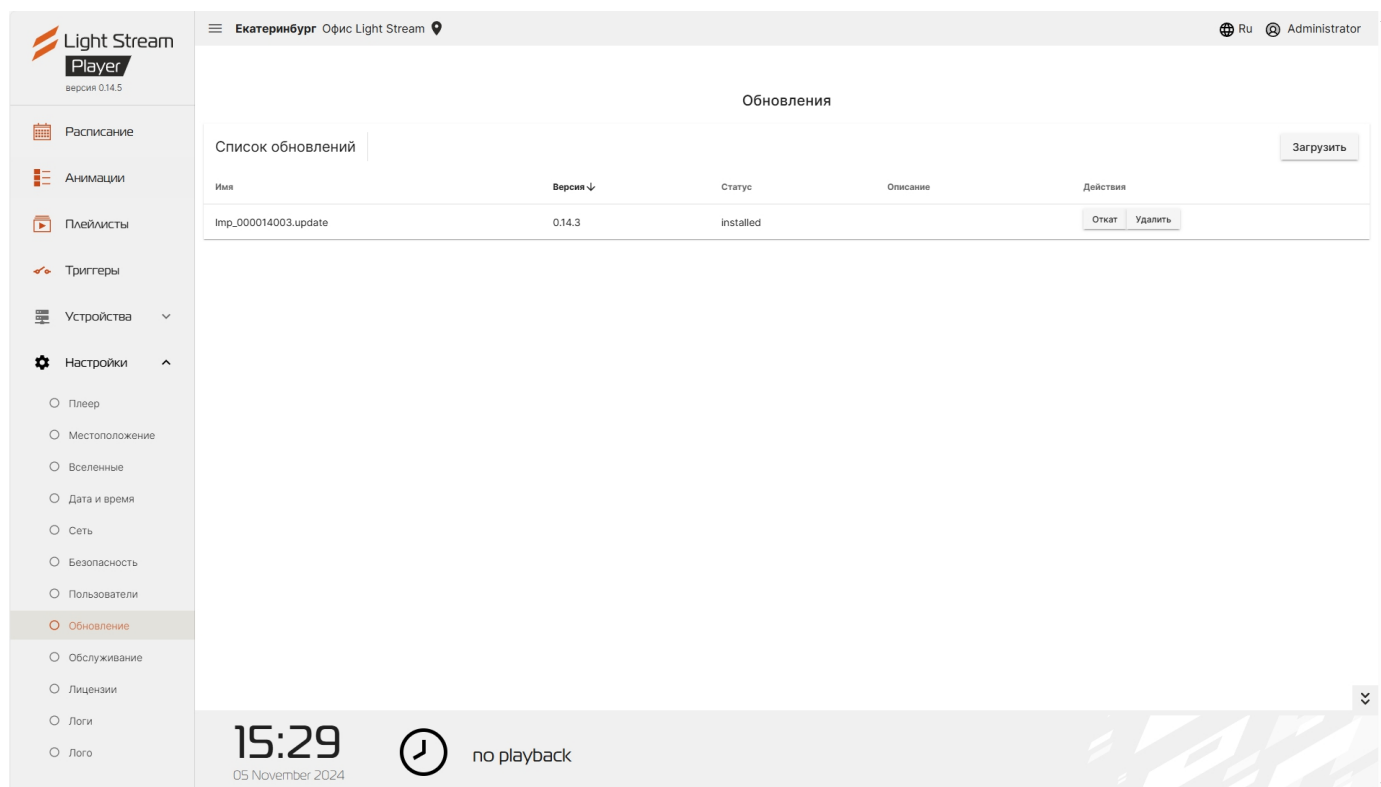 Light Stream
Player
версия 0.14.5
Екатеринбург Офис Light Stream
Ru Administrator
Расписание
Анимации
Плейлисты
Триггеры
Устройства
Настройки
Плеер
Местоположение
Вселенные
Дата и время
Сеть
Безопасность
Пользователи
Обновление
Обслуживание
Лицензии
Логи
Лого
Обновления
Список обновлений
Загрузить
Имя Версия Статус Описание Действия
lmp_000014003.update 0.14.3 installed Откат Удалить
15:29
05 November 2024
no playback